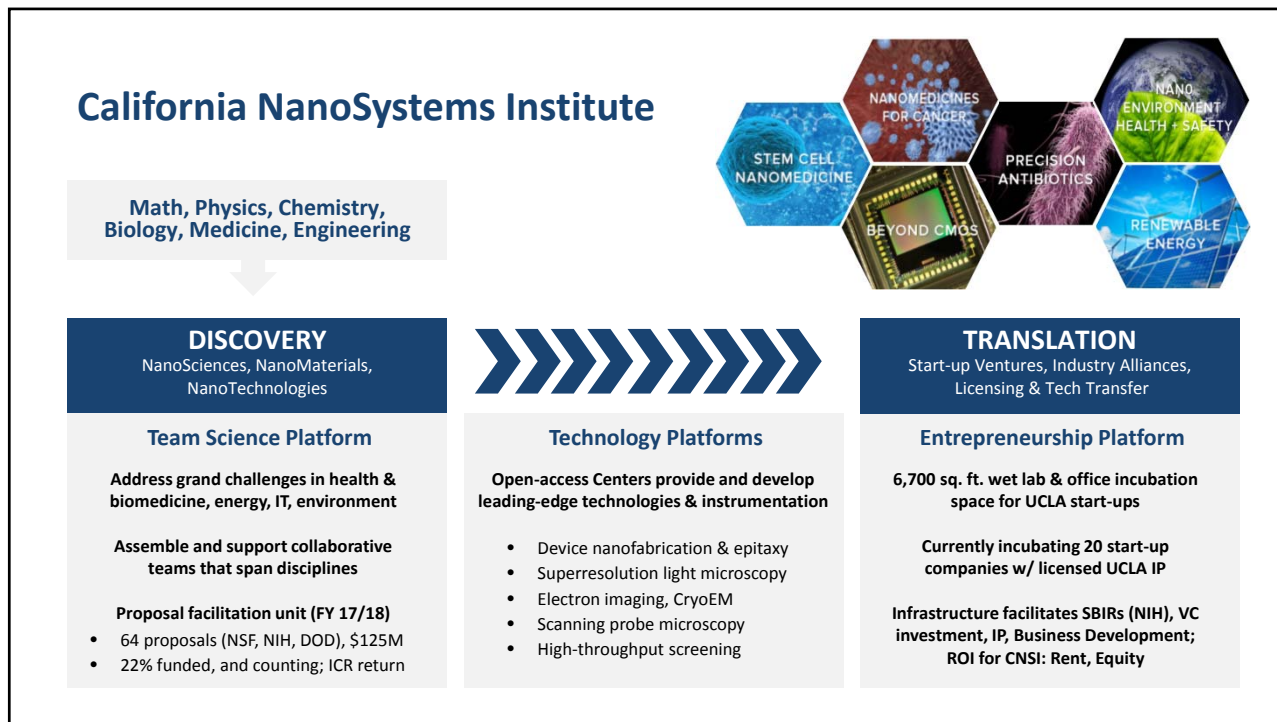 California NanoSystems Institute
STEM CELL
NANOMEDICINE
NANOMEDICINES
FOR CANCER
BEYOND CMOS
PRECISION
ANTIBIOTICS
NANO
ENVIRONMENT
HEALTH + SAFETY
RENEWABLE
ENERGY
Math, Physics, Chemistry,
Biology, Medicine, Engineering
DISCOVERY
NanoSciences, NanoMaterials,
NanoTechnologies
Team Science Platform
Address grand challenges in health &
biomedicine, energy, IT, environment
Assemble and support collaborative
teams that span disciplines
Proposal facilitation unit (FY 17/18)
• 64 proposals (NSF, NIH, DOD), $125M
• 22% funded, and counting; ICR return
Technology Platforms
Open-access Centers provide and develop
leading-edge technologies & instrumentation
• Device nanofabrication & epitaxy
• Superresolution light microscopy
• Electron imaging, CryoEM
• Scanning probe microscopy
• High-throughput screening
TRANSLATION
Start-up Ventures, Industry Alliances,
Licensing & Tech Transfer
Entrepreneurship Platform
6,700 sq. ft. wet lab & office incubation
space for UCLA start-ups
Currently incubating 20 start-up
companies w/ licensed UCLA IP
Infrastructure facilitates SBIRs (NIH), VC
investment, IP, Business Development;
ROI for CNSI: Rent, Equity